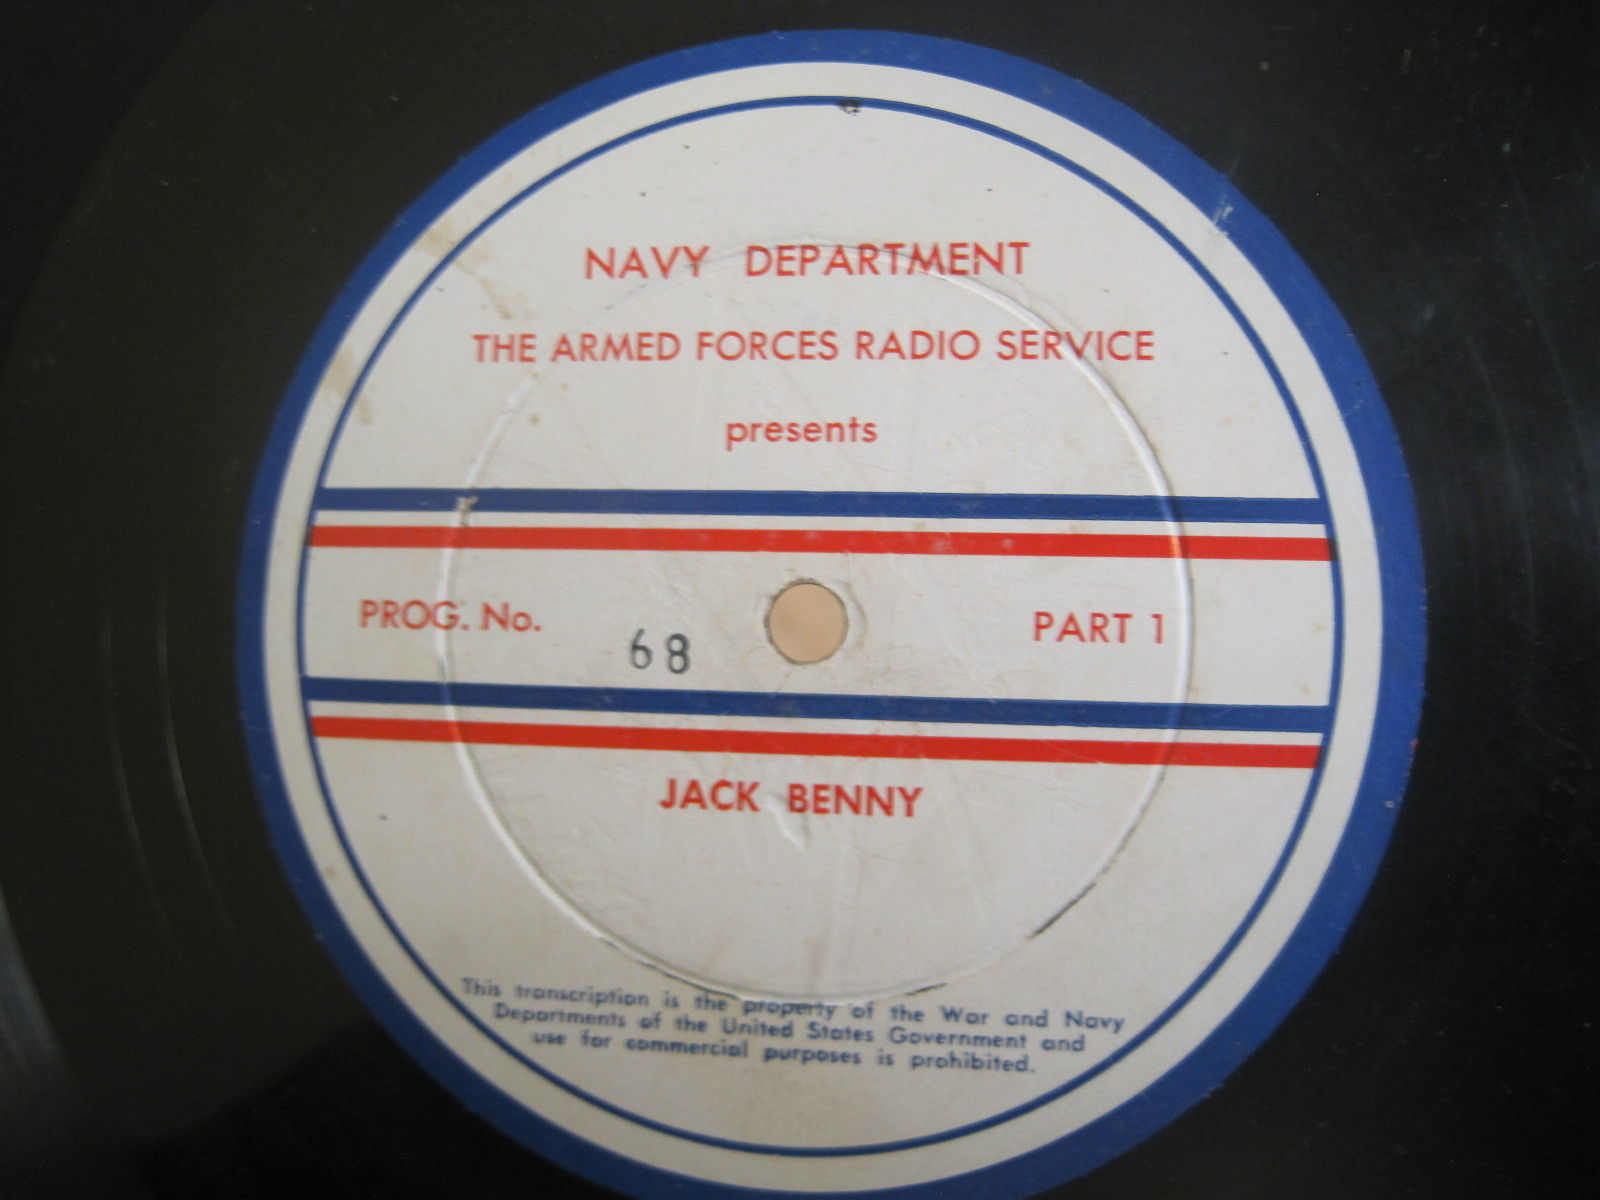 NAVY DEPARTMENT
THE ARMED FORCES RADIO SERVICE
presents
PROG. No. 68 PART 1
JACK BENNY
This transcription is the property of the War and Navy
Departments of the United States Government and
use for commercial purposes is prohibited.